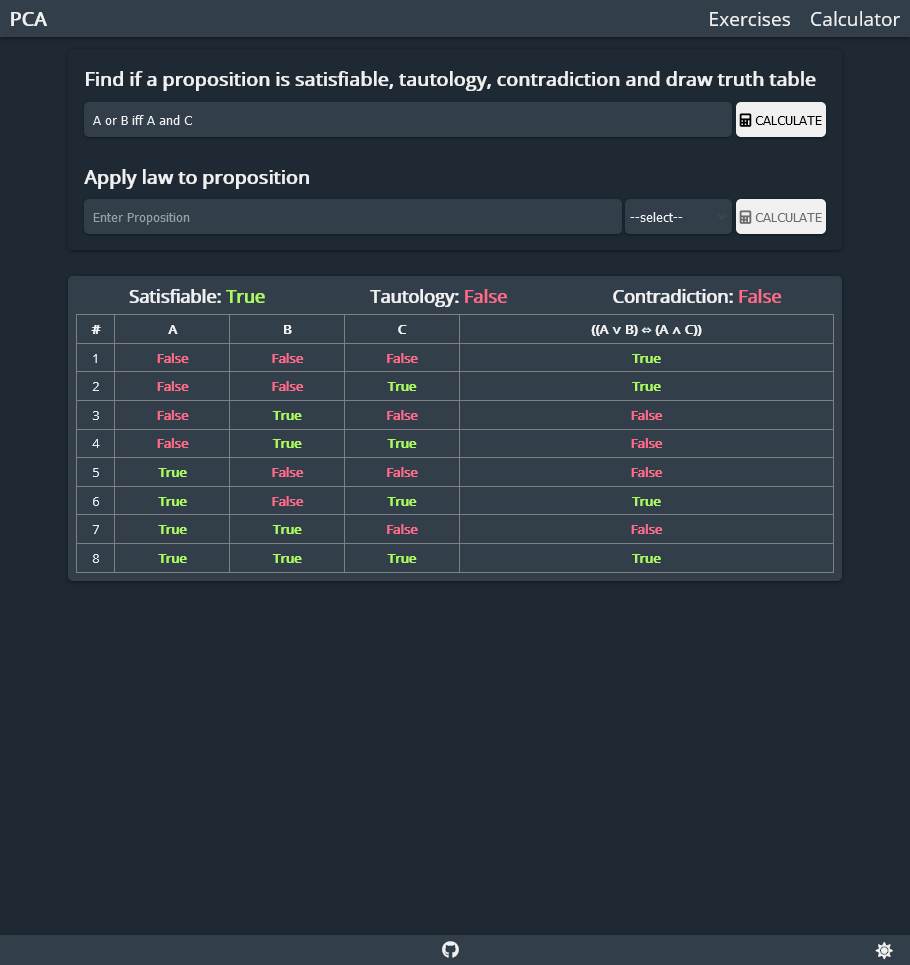 PCA Exercises Calculator
Find if a proposition is satisfiable, tautology, contradiction and draw truth table
A or B iff A and C CALCULATE
Apply law to proposition
Enter Proposition --select-- CALCULATE
Satisfiable: True Tautology: False Contradiction: False
# A B C ((A ∨ B) ⇔ (A ∧ C))
1 False False False True
2 False False True True
3 False True False False
4 False True True False
5 True False False False
6 True False True True
7 True True False False
8 True True True True